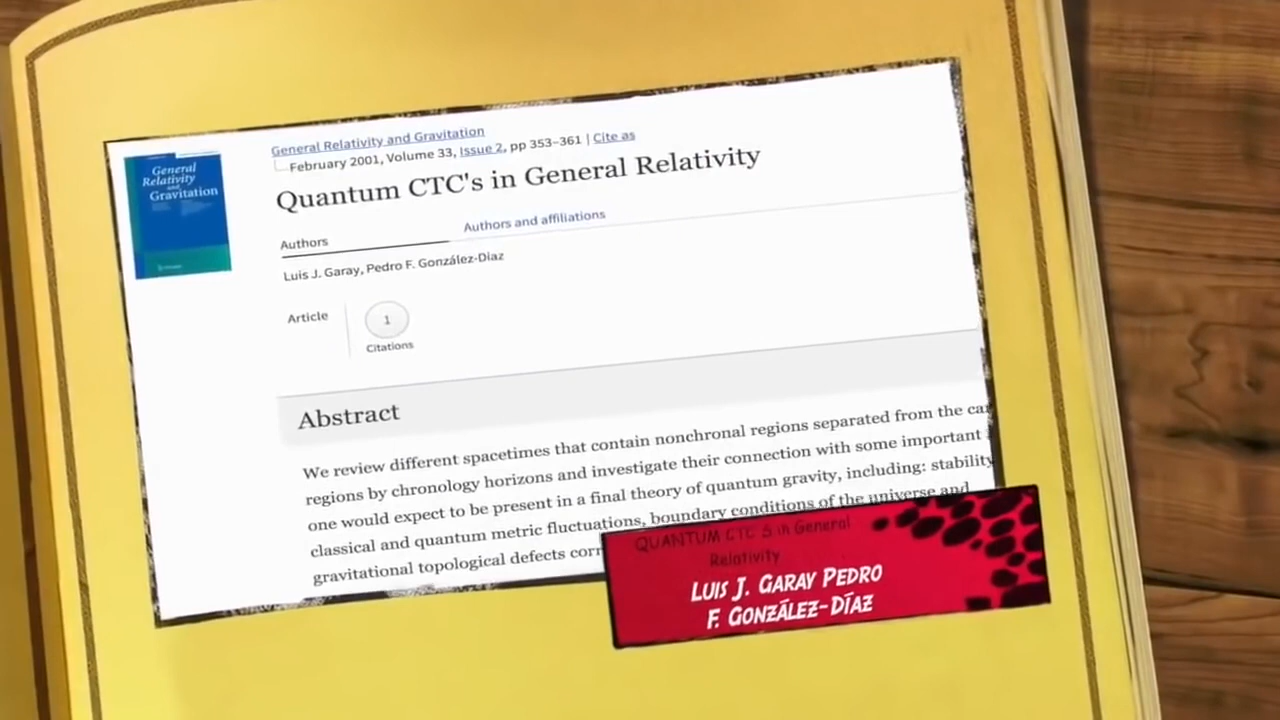 General Relativity and Gravitation
February 2001, Volume 33, Issue 2, pp 353–361 | Cite as
Quantum CTC's in General Relativity
Authors
Authors and affiliations
Luis J. Garay, Pedro F. González-Diaz
Article
1
Citations
General
Relativity
and
Gravitation
Abstract
We review different spacetimes that contain nonchronal regions separated from the cau
regions by chronology horizons and investigate their connection with some important
one would expect to be present in a final theory of quantum gravity, including: stability
classical and quantum metric fluctuations, boundary conditions of the universe and
gravitational topological defects corr
QUANTUM CTC'S in General
Relativity
LUIS J. GARAY PEDRO
F. GONZÁLEZ-DÍAZ